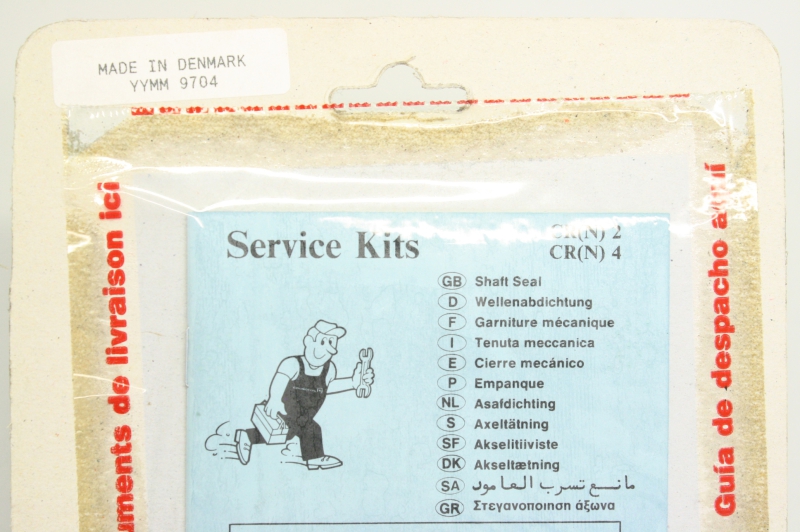 MADE IN DENMARK
YYMM 9704
uments de livraison ici
Guía de despacho aquí
Service Kits
CR(N) 2
CR(N) 4
GB Shaft Seal
D Wellenabdichtung
F Garniture mécanique
I Tenuta meccanica
E Cierre mecánico
P Empanque
NL Asafdichting
S Axeltätning
SF Akselitiiviste
DK Akseltætning
SA مانع تسرب العامود
GR Στεγανοποιηση άξωνα